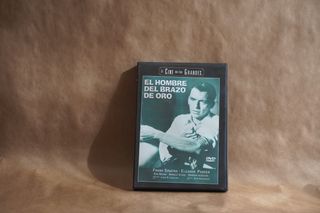 EL CINE DE LOS GRANDES
EL HOMBRE
DEL BRAZO
DE ORO
FRANK SINATRA ELEANOR PARKER
DVD